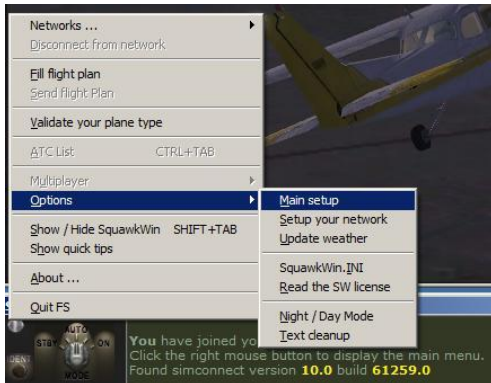 Networks ...
Disconnect from network
Fill flight plan
Send flight Plan
Validate your plane type
ATC List CTRL+TAB
Multiplayer
Options
Show / Hide SquawkWin SHIFT+TAB
Show quick tips
About ...
Quit FS
Main setup
Setup your network
Update weather
SquawkWin.INI
Read the SW license
Night / Day Mode
Text cleanup
AUTO
STBY
ON
IDENT
MODE
You have joined yo
Click the right mouse button to display the main menu.
Found simconnect version 10.0 build 61259.0